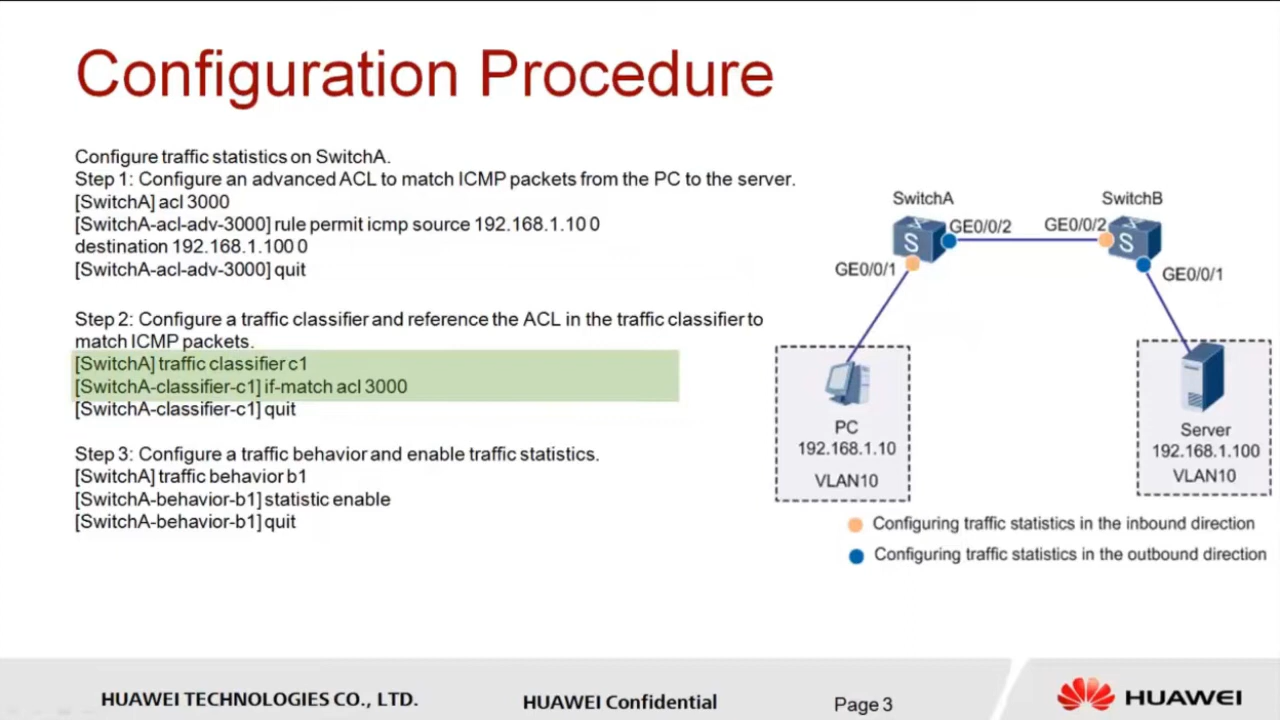 Configuration Procedure
Configure traffic statistics on SwitchA.
Step 1: Configure an advanced ACL to match ICMP packets from the PC to the server.
[SwitchA] acl 3000
[SwitchA-acl-adv-3000] rule permit icmp source 192.168.1.10 0
destination 192.168.1.100 0
[SwitchA-acl-adv-3000] quit
Step 2: Configure a traffic classifier and reference the ACL in the traffic classifier to
match ICMP packets.
[SwitchA] traffic classifier c1
[SwitchA-classifier-c1] if-match acl 3000
[SwitchA-classifier-c1] quit
Step 3: Configure a traffic behavior and enable traffic statistics.
[SwitchA] traffic behavior b1
[SwitchA-behavior-b1] statistic enable
[SwitchA-behavior-b1] quit
SwitchA
SwitchB
S
GE0/0/2
GE0/0/2
S
GE0/0/1
GE0/0/1
PC
192.168.1.10
VLAN10
Server
192.168.1.100
VLAN10
Configuring traffic statistics in the inbound direction
Configuring traffic statistics in the outbound direction
HUAWEI TECHNOLOGIES CO., LTD.
HUAWEI Confidential
Page 3
HUAWEI